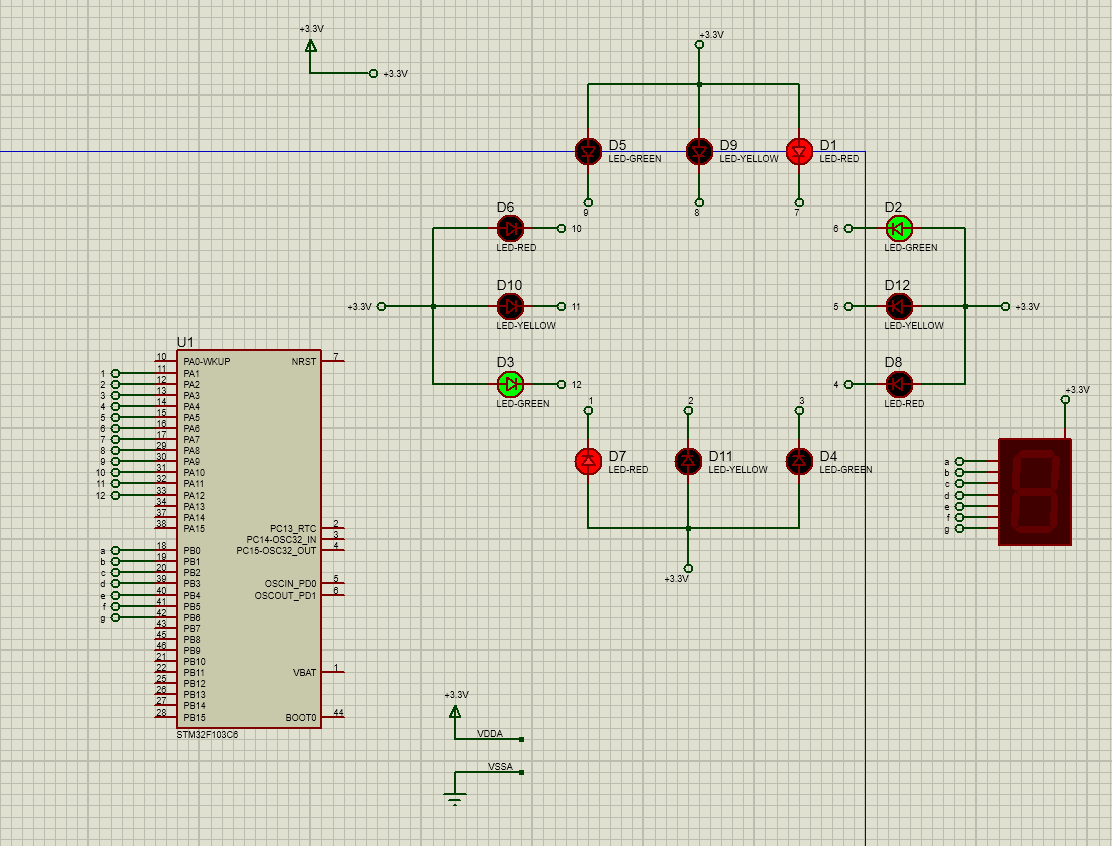 +3.3V
+3.3V
+3.3V
D5
LED-GREEN
D9
LED-YELLOW
D1
LED-RED
9
8
7
D6
LED-RED
10
D2
LED-GREEN
6
+3.3V
D10
LED-YELLOW
11
5
D12
LED-YELLOW
+3.3V
D3
LED-GREEN
12
4
D8
LED-RED
1
2
3
D7
LED-RED
D11
LED-YELLOW
D4
LED-GREEN
+3.3V
+3.3V
a
b
c
d
e
f
g
U1
10 PA0-WKUP NRST 7
1 11 PA1
2 12 PA2
3 13 PA3
4 14 PA4
5 15 PA5
6 16 PA6
7 17 PA7
8 29 PA8
9 30 PA9
10 31 PA10
11 32 PA11
12 33 PA12
34 PA13
37 PA14
38 PA15 PC13_RTC 2
PC14-OSC32_IN 3
a 18 PB0 PC15-OSC32_OUT 4
b 19 PB1
c 20 PB2
d 39 PB3 OSCIN_PD0 5
e 40 PB4 OSCOUT_PD1 6
f 41 PB5
g 42 PB6
43 PB7
45 PB8
46 PB9
21 PB10
22 PB11 VBAT 1
25 PB12
26 PB13
27 PB14
28 PB15 BOOT0 44
STM32F103C6
+3.3V
VDDA
VSSA